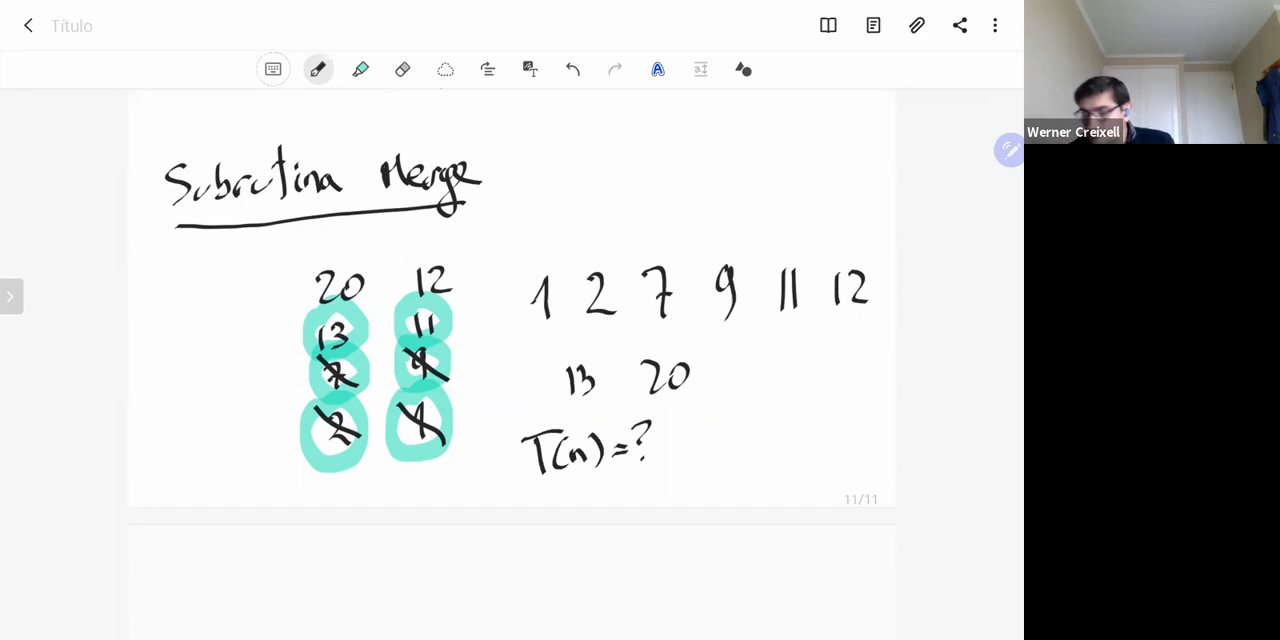 Título
Werner Creixell
Subrutina Merge
20 12
13 11
7 9
2 1
1 2 7 9 11 12
13 20
T(n)=?
11/11